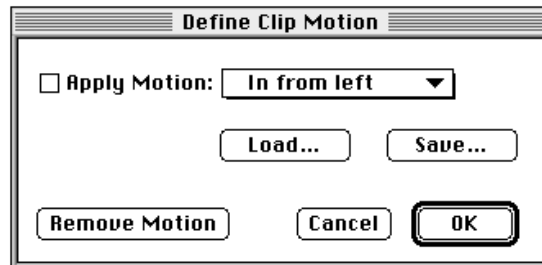 Define Clip Motion
Apply Motion: In from left
Load... Save...
Remove Motion Cancel OK